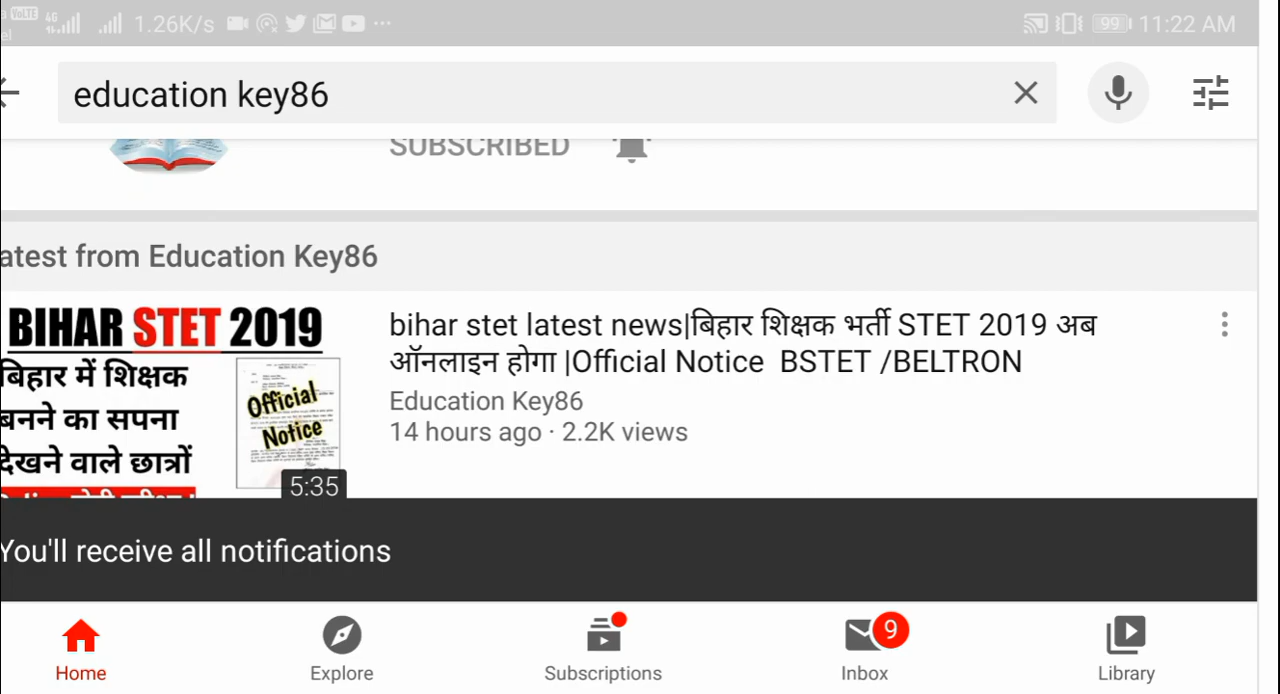 VoLTE 4G 1.26K/s 99 11:22 AM
education key86
SUBSCRIBED
atest from Education Key86
BIHAR STET 2019
बिहार में शिक्षक
बनने का सपना
देखने वाले छात्रों
Official
Notice
5:35
bihar stet latest news|बिहार शिक्षक भर्ती STET 2019 अब
ऑनलाइन होगा |Official Notice BSTET /BELTRON
Education Key86
14 hours ago · 2.2K views
You'll receive all notifications
Home Explore Subscriptions Inbox 9 Library